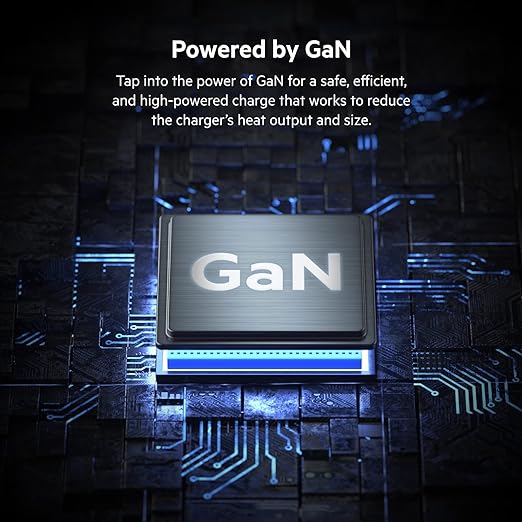 Powered by GaN
Tap into the power of GaN for a safe, efficient,
and high-powered charge that works to reduce
the charger's heat output and size.
GaN